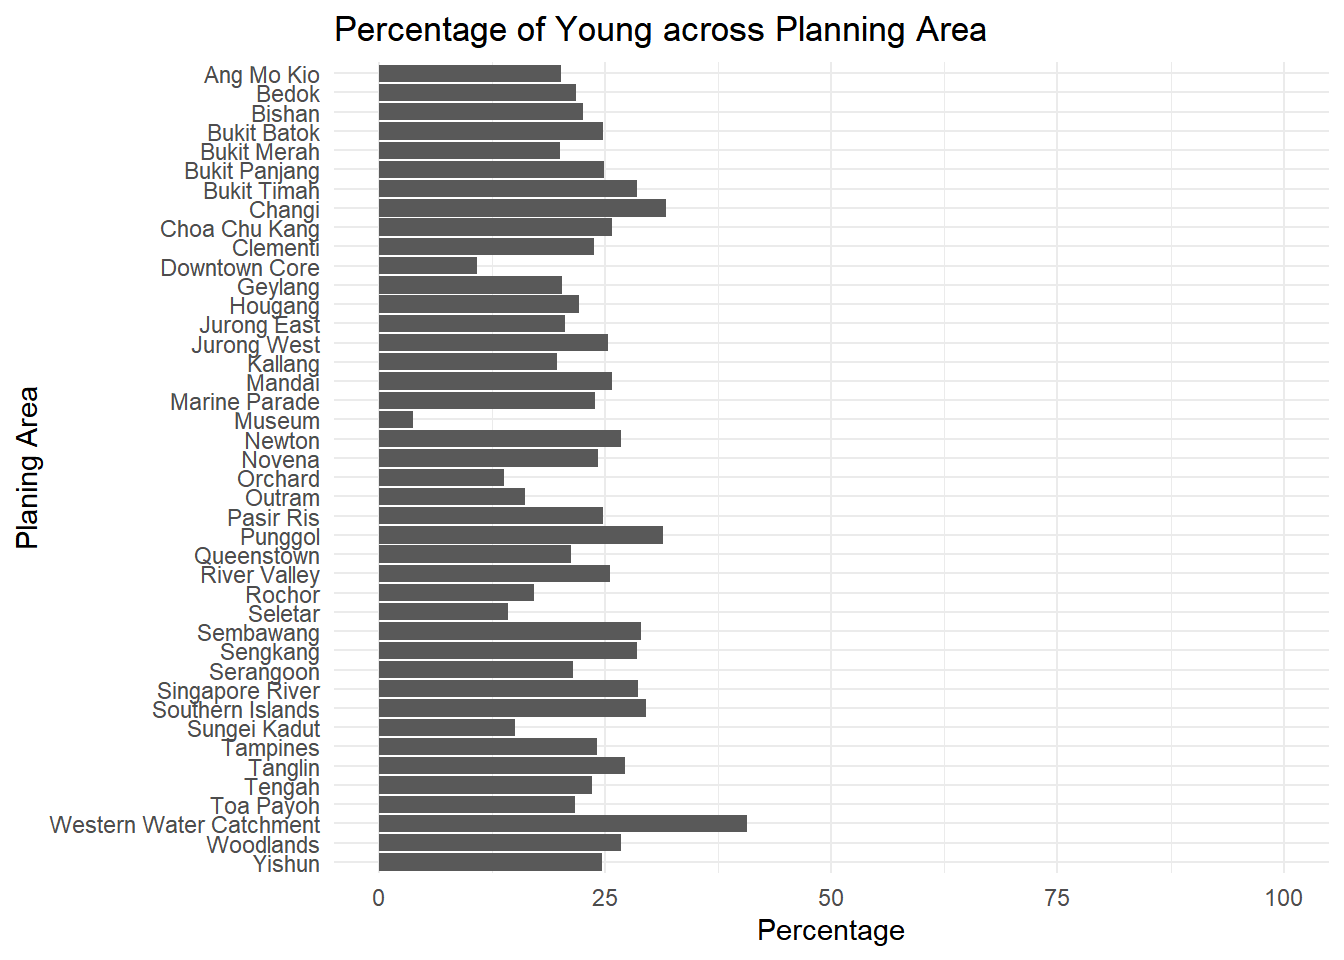 Percentage of Young across Planning Area
Planing Area
Ang Mo Kio
Bedok
Bishan
Bukit Batok
Bukit Merah
Bukit Panjang
Bukit Timah
Changi
Choa Chu Kang
Clementi
Downtown Core
Geylang
Hougang
Jurong East
Jurong West
Kallang
Mandai
Marine Parade
Museum
Newton
Novena
Orchard
Outram
Pasir Ris
Punggol
Queenstown
River Valley
Rochor
Seletar
Sembawang
Sengkang
Serangoon
Singapore River
Southern Islands
Sungei Kadut
Tampines
Tanglin
Tengah
Toa Payoh
Western Water Catchment
Woodlands
Yishun
0 25 50 75 100
Percentage